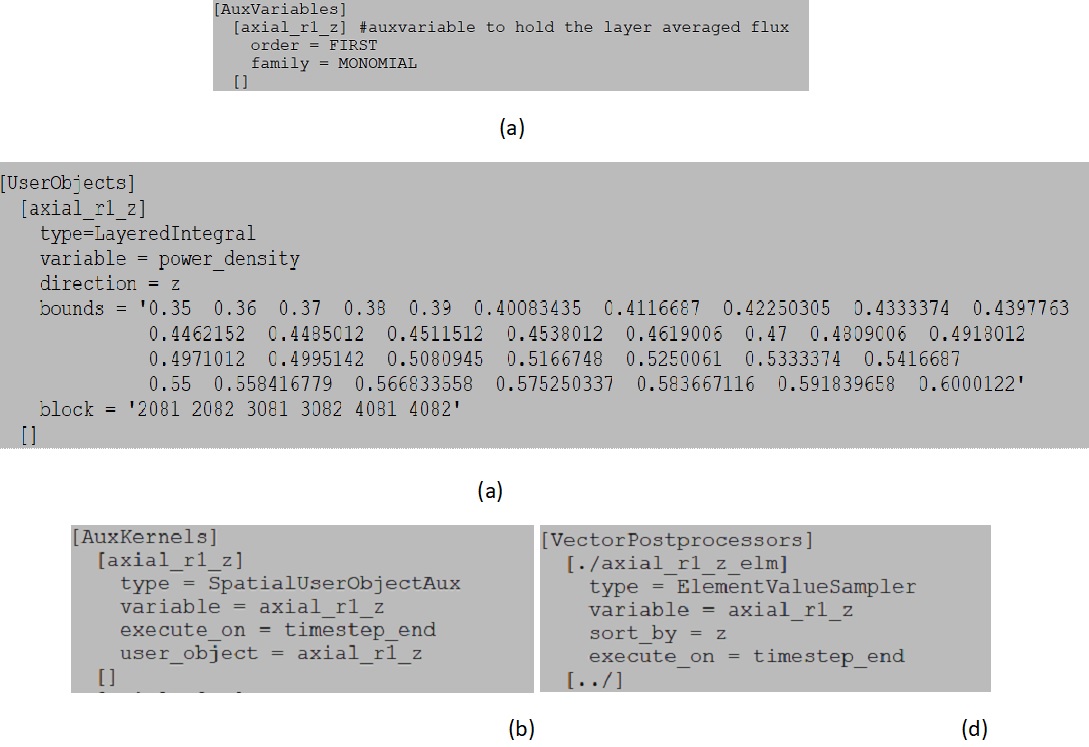 [AuxVariables]
[axial_r1_z] #auxvariable to hold the layer averaged flux
order = FIRST
family = MONOMIAL
[]
(a)
[UserObjects]
[axial_r1_z]
type=LayeredIntegral
variable = power_density
direction = z
bounds = '0.35 0.36 0.37 0.38 0.39 0.40083435 0.4116687 0.42250305 0.4333374 0.4397763
0.4462152 0.4485012 0.4511512 0.4538012 0.4619006 0.47 0.4809006 0.4918012
0.4971012 0.4995142 0.5080945 0.5166748 0.5250061 0.5333374 0.5416687
0.55 0.558416779 0.566833558 0.575250337 0.583667116 0.591839658 0.6000122'
block = '2081 2082 3081 3082 4081 4082'
[]
(a)
[AuxKernels]
[axial_r1_z]
type = SpatialUserObjectAux
variable = axial_r1_z
execute_on = timestep_end
user_object = axial_r1_z
[]
(b)
[VectorPostprocessors]
[./axial_r1_z_elm]
type = ElementValueSampler
variable = axial_r1_z
sort_by = z
execute_on = timestep_end
[../]
(d)